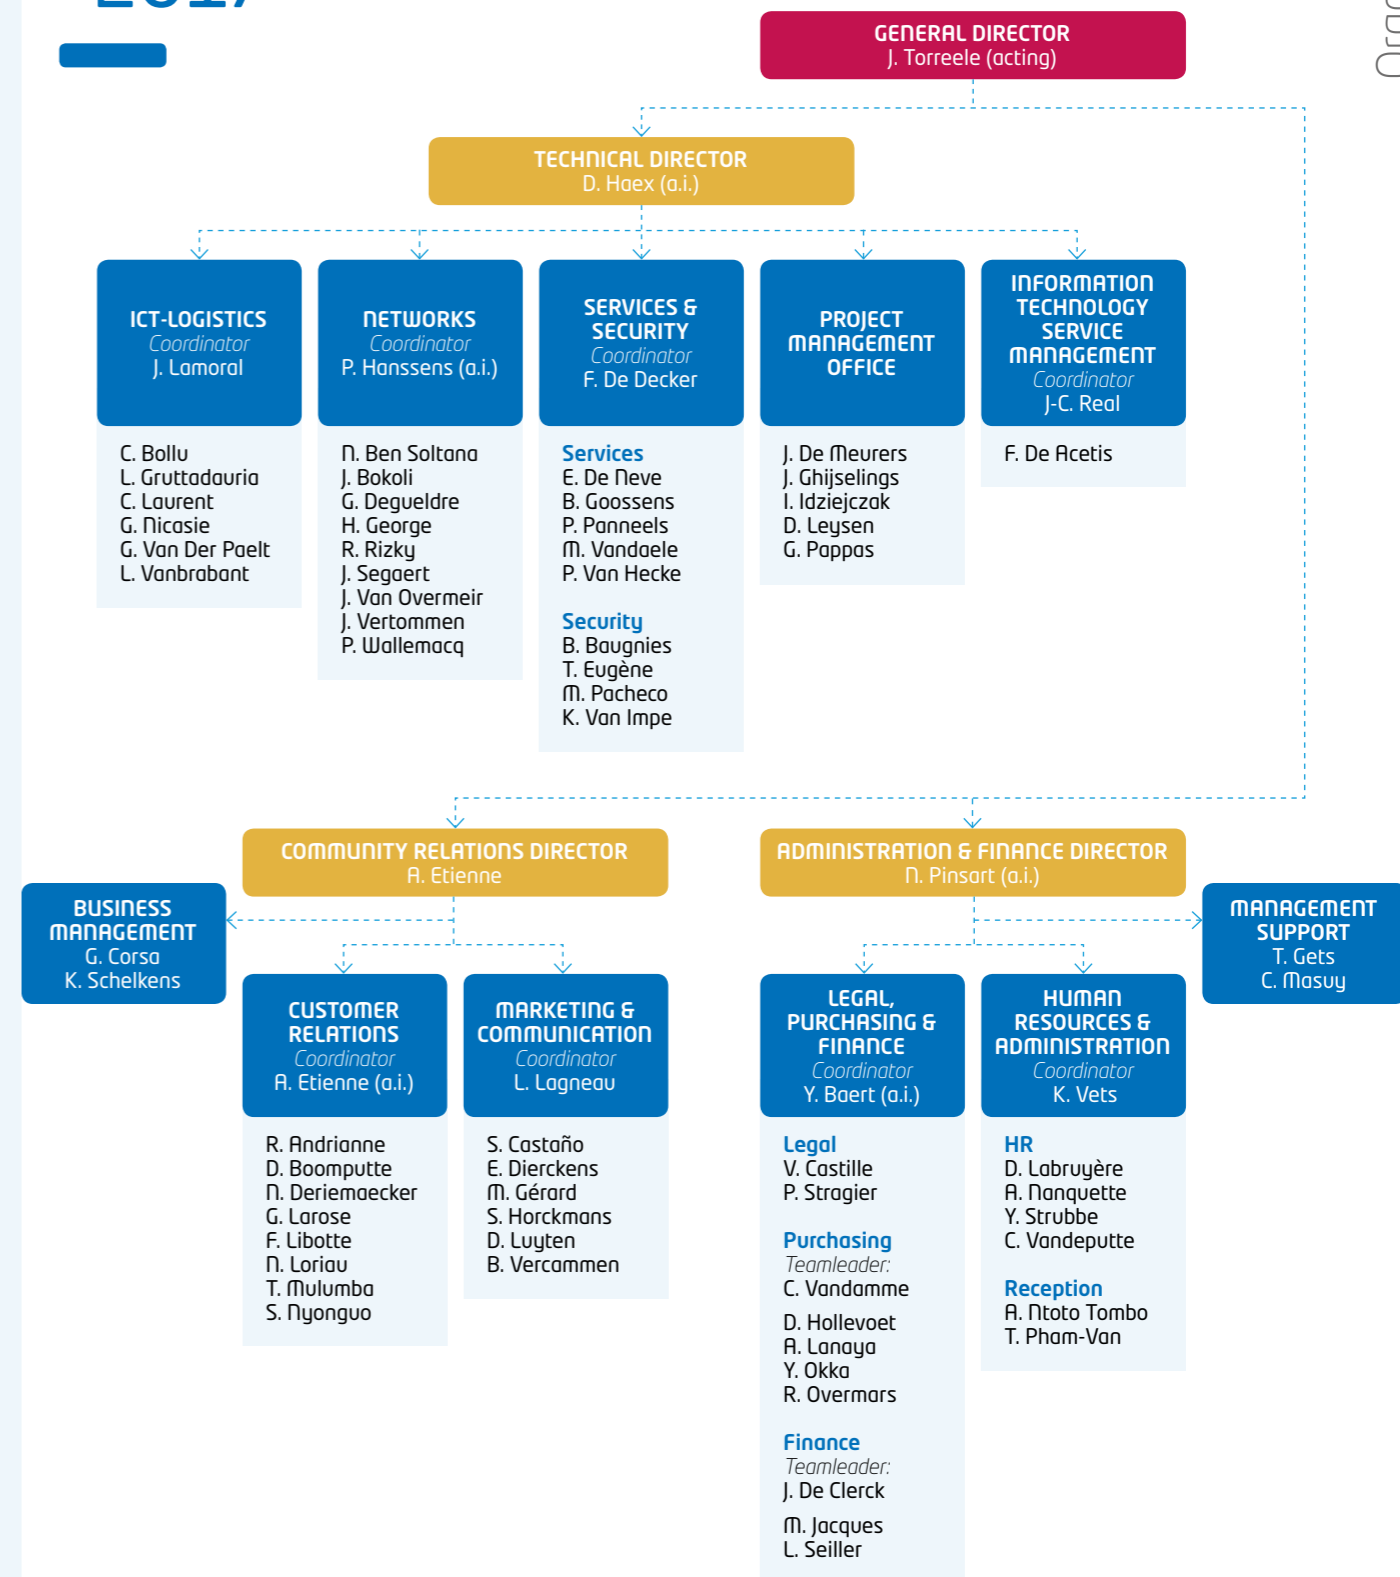 2017
GENERAL DIRECTOR
J. Torreele (acting)
TECHNICAL DIRECTOR
D. Haex (a.i.)
ICT-LOGISTICS
Coordinator
J. Lamoral
C. Bollu
L. Gruttadauria
C. Laurent
G. Nicasie
G. Van Der Paelt
L. Vanbrabant
NETWORKS
Coordinator
P. Hanssens (a.i.)
N. Ben Soltana
J. Bokoli
G. Degueldre
H. George
R. Rizky
J. Segaert
J. Van Overmeir
J. Vertommen
P. Wallemacq
SERVICES &
SECURITY
Coordinator
F. De Decker
Services
E. De Neve
B. Goossens
P. Panneels
M. Vandaele
P. Van Hecke
Security
B. Baugnies
T. Eugène
M. Pacheco
K. Van Impe
PROJECT
MANAGEMENT
OFFICE
J. De Meurers
J. Ghijselings
I. Idziejczak
D. Leysen
G. Pappas
INFORMATION
TECHNOLOGY
SERVICE
MANAGEMENT
Coordinator
J-C. Real
F. De Acetis
COMMUNITY RELATIONS DIRECTOR
A. Etienne
BUSINESS
MANAGEMENT
G. Corsa
K. Schelkens
CUSTOMER
RELATIONS
Coordinator
A. Etienne (a.i.)
R. Andrianne
D. Boomputte
N. Deriemaecker
G. Larose
F. Libotte
N. Loriau
T. Mulumba
S. Nyonguo
MARKETING &
COMMUNICATION
Coordinator
L. Lagneau
S. Castaño
E. Dierckens
M. Gérard
S. Horckmans
D. Luyten
B. Vercammen
ADMINISTRATION & FINANCE DIRECTOR
N. Pinsart (a.i.)
MANAGEMENT
SUPPORT
T. Gets
C. Masuy
LEGAL,
PURCHASING &
FINANCE
Coordinator
Y. Baert (a.i.)
Legal
V. Castille
P. Stragier
Purchasing
Teamleader:
C. Vandamme
D. Hollevoet
A. Lanaya
Y. Okka
R. Overmars
Finance
Teamleader:
J. De Clerck
M. Jacques
L. Seiller
HUMAN
RESOURCES &
ADMINISTRATION
Coordinator
K. Vets
HR
D. Labruyère
A. Nanquette
Y. Strubbe
C. Vandeputte
Reception
A. Ntoto Tombo
T. Pham-Van